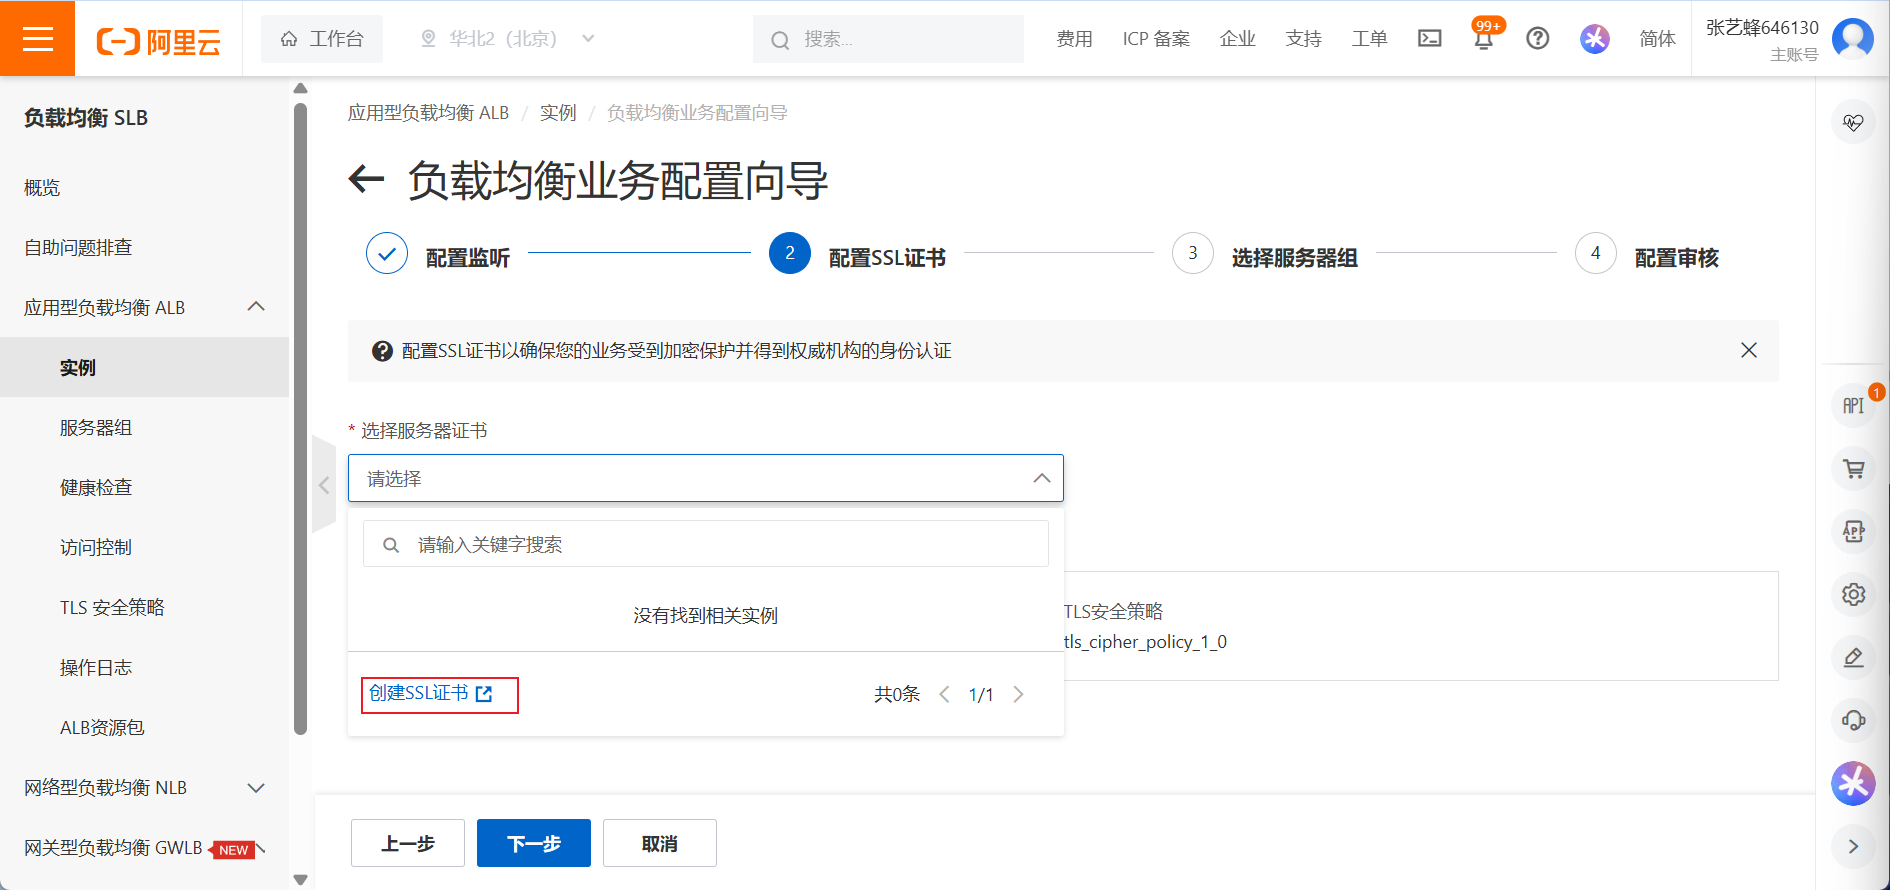 阿里云
工作台
华北2（北京）
搜索...
费用
ICP 备案
企业
支持
工单
99+
简体
张艺蜂646130
主账号
负载均衡 SLB
概览
自助问题排查
应用型负载均衡 ALB
实例
服务器组
健康检查
访问控制
TLS 安全策略
操作日志
ALB资源包
网络型负载均衡 NLB
网关型负载均衡 GWLB NEW
应用型负载均衡 ALB / 实例 / 负载均衡业务配置向导
负载均衡业务配置向导
配置监听
2 配置SSL证书
3 选择服务器组
4 配置审核
配置SSL证书以确保您的业务受到加密保护并得到权威机构的身份认证
* 选择服务器证书
请选择
请输入关键字搜索
没有找到相关实例
创建SSL证书
共0条
1/1
TLS安全策略
tls_cipher_policy_1_0
上一步
下一步
取消
API
1
APP